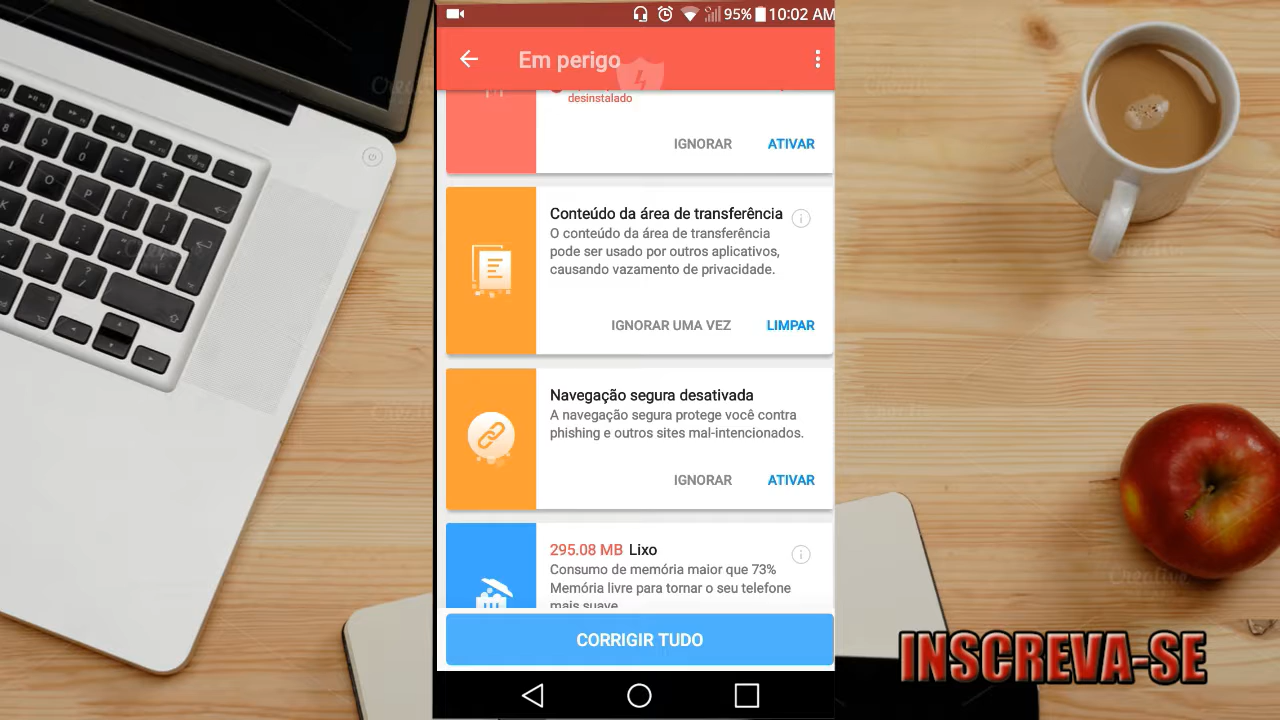 95% 10:02 AM
Em perigo
desinstalado
IGNORAR ATIVAR
Conteúdo da área de transferência
O conteúdo da área de transferência
pode ser usado por outros aplicativos,
causando vazamento de privacidade.
IGNORAR UMA VEZ LIMPAR
Navegação segura desativada
A navegação segura protege você contra
phishing e outros sites mal-intencionados.
IGNORAR ATIVAR
295.08 MB Lixo
Consumo de memória maior que 73%
Memória livre para tornar o seu telefone
mais suave
CORRIGIR TUDO
INSCREVA-SE